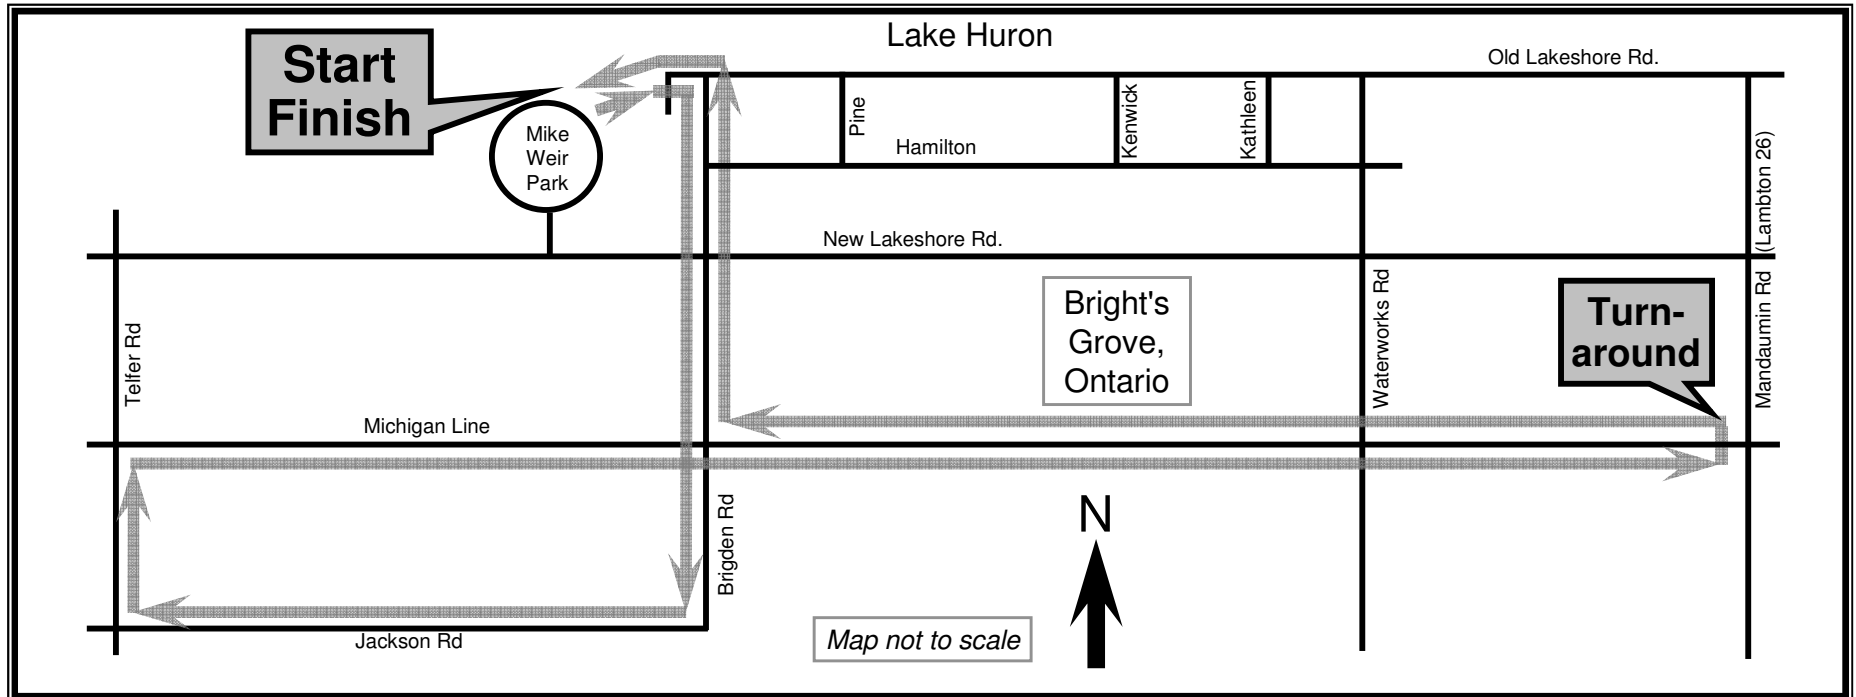 Lake Huron
Start
Finish
Old Lakeshore Rd.
Mike
Weir
Park
Pine
Hamilton
Kenwick
Kathleen
(Lambton 26)
New Lakeshore Rd.
Telfer Rd
Bright's
Grove,
Ontario
Waterworks Rd
Turn-
around
Mandaumin Rd
Michigan Line
Brigden Rd
N
Jackson Rd
Map not to scale